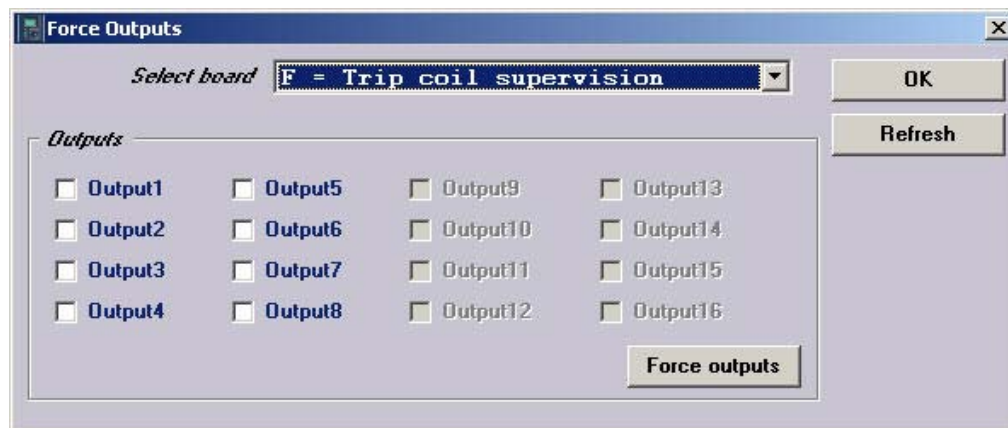 Force Outputs
Select board F = Trip coil supervision
OK
Refresh
Outputs
Output1 Output5 Output9 Output13
Output2 Output6 Output10 Output14
Output3 Output7 Output11 Output15
Output4 Output8 Output12 Output16
Force outputs